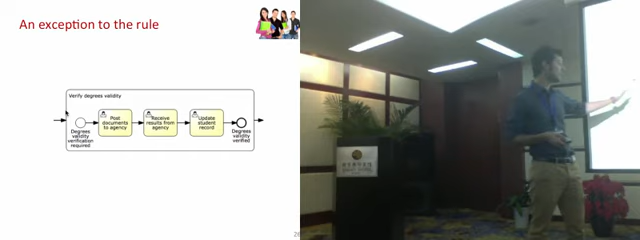 An exception to the rule
Verify degrees validity
Post
documents
to agency
Receive
results from
agency
Update
student
record
Degrees
validity
verification
required
Degrees
validity
verified